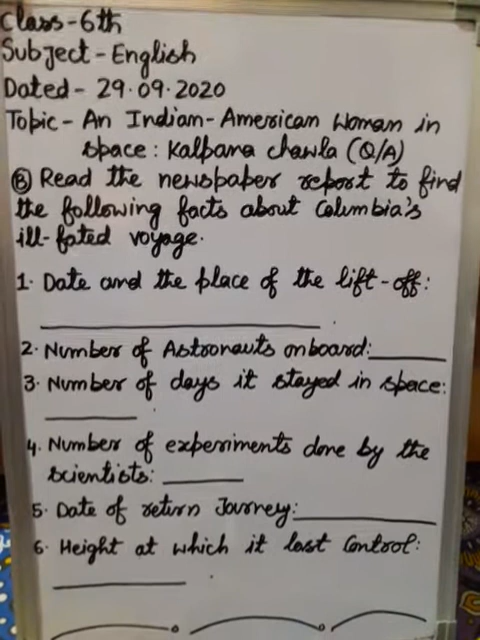 Class-6th
Subject-English
Dated- 29.09.2020
Topic- An Indian-American Woman in
space: Kalpana chawla (Q/A)
B Read the newspaper report to find
the following facts about Columbia's
ill-fated voyage.
1. Date and the place of the lift-off:
2. Number of Astronauts onboard:
3. Number of days it stayed in space:
4. Number of experiments done by the
scientists:
5. Date of return Journey:
6. Height at which it lost Control: